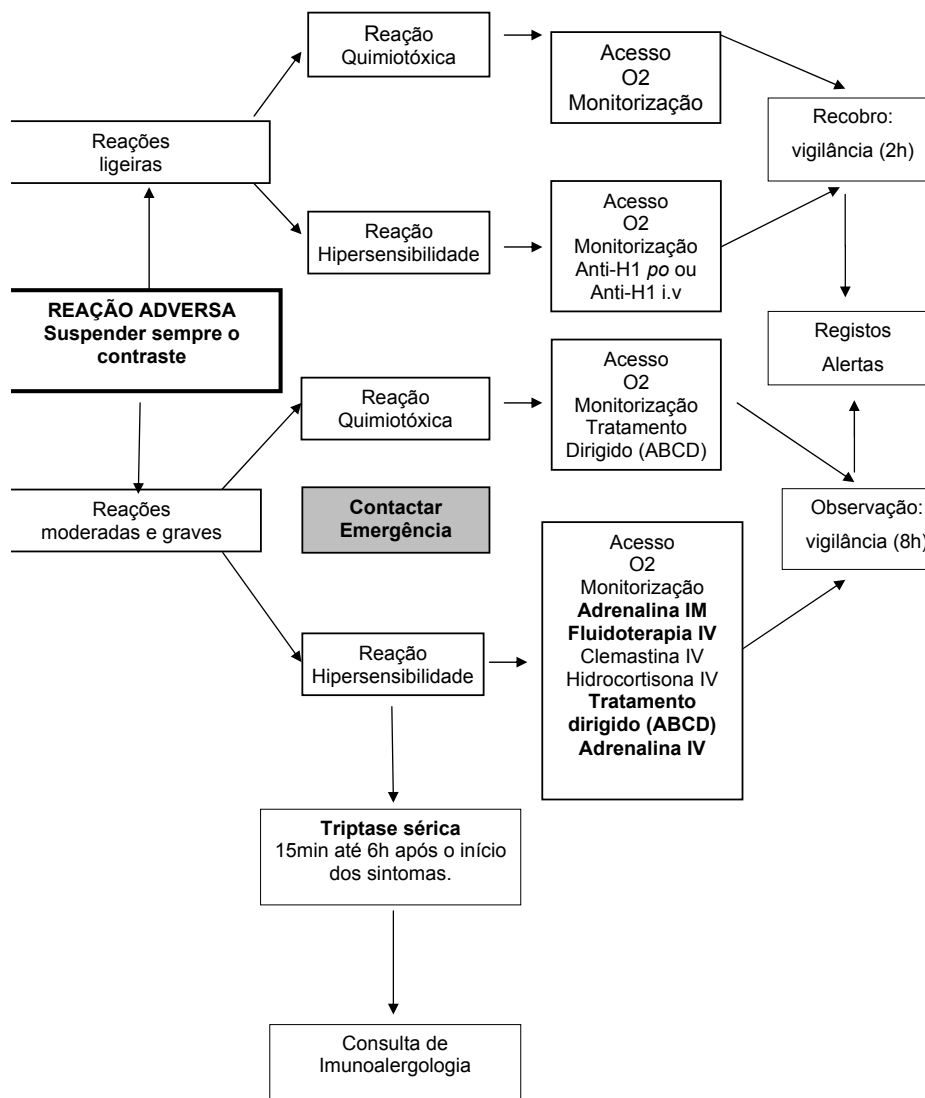 Reação
Quimiotóxica
Acesso
O2
Monitorização
Recobro:
vigilância (2h)
Reações
ligeiras
Reação
Hipersensibilidade
Acesso
O2
Monitorização
Anti-H1 po ou
Anti-H1 i.v
REAÇÃO ADVERSA
Suspender sempre o
contraste
Registos
Alertas
Reação
Quimiotóxica
Acesso
O2
Monitorização
Tratamento
Dirigido (ABCD)
Reações
moderadas e graves
Contactar
Emergência
Observação:
vigilância (8h)
Reação
Hipersensibilidade
Acesso
O2
Monitorização
Adrenalina IM
Fluidoterapia IV
Clemastina IV
Hidrocortisona IV
Tratamento
dirigido (ABCD)
Adrenalina IV
Triptase sérica
15min até 6h após o início
dos sintomas.
Consulta de
Imunoalergologia